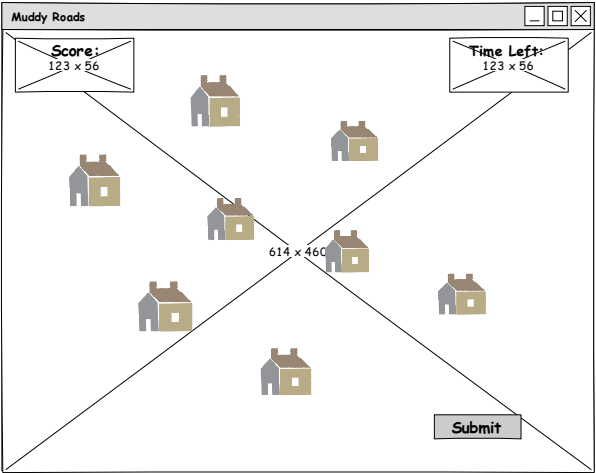 Muddy Roads
Score:
123 x 56
Time Left:
123 x 56
614 x 460
Submit